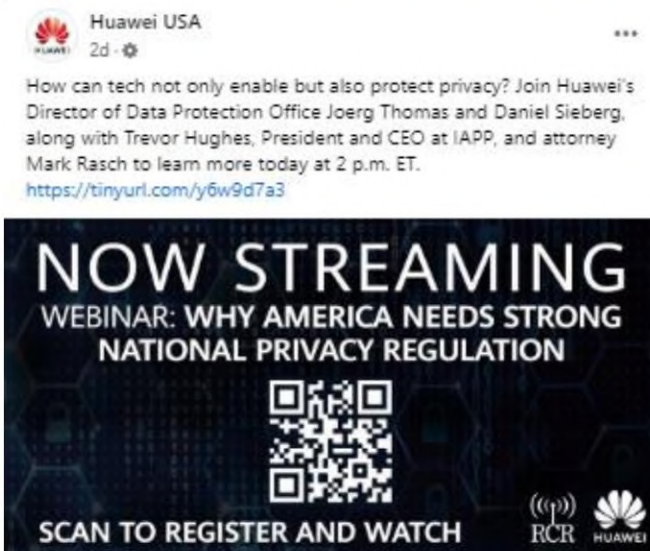 Huawei USA
2d
How can tech not only enable but also protect privacy? Join Huawei's
Director of Data Protection Office Joerg Thomas and Daniel Sieberg,
along with Trevor Hughes, President and CEO at IAPP, and attorney
Mark Rasch to learn more today at 2 p.m. ET.
https://tinyurl.com/y6w9d7a3
NOW STREAMING
WEBINAR: WHY AMERICA NEEDS STRONG
NATIONAL PRIVACY REGULATION
SCAN TO REGISTER AND WATCH
RCR
HUAWEI